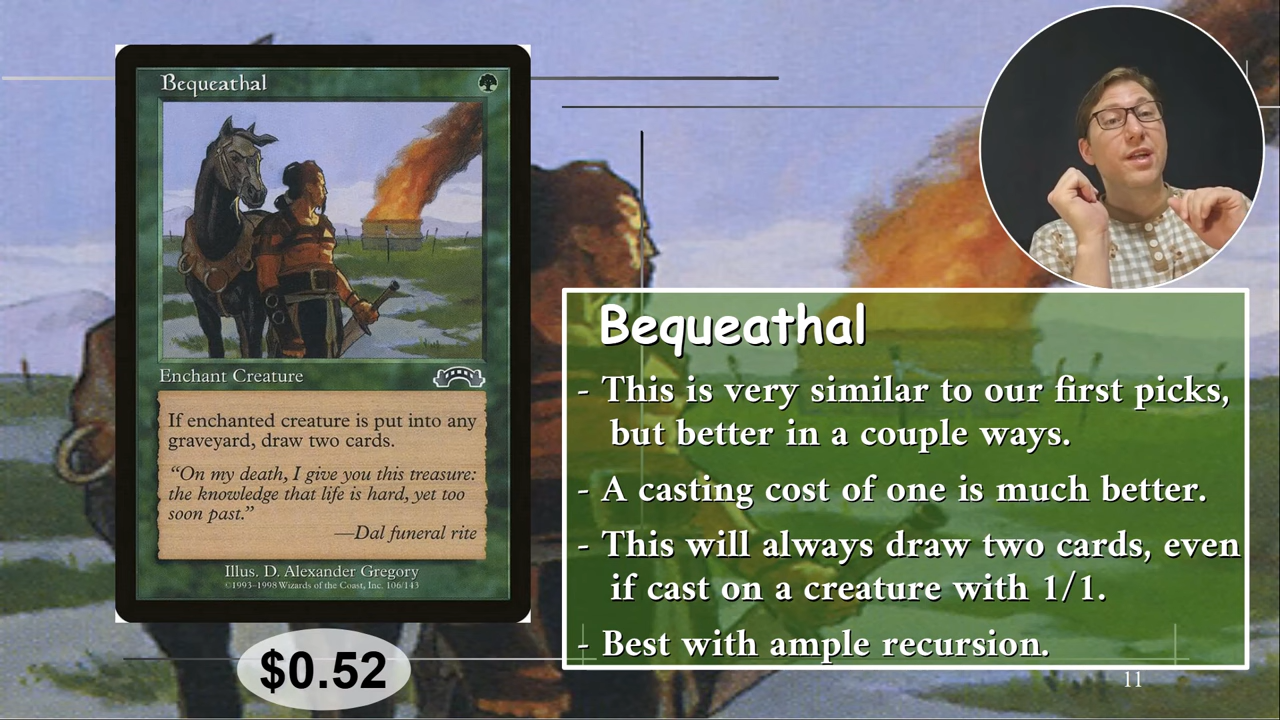 Bequeathal
Enchant Creature
If enchanted creature is put into any
graveyard, draw two cards.
“On my death, I give you this treasure:
the knowledge that life is hard, yet too
soon past.”
—Dal funeral rite
Illus. D. Alexander Gregory
©1993–1998 Wizards of the Coast, Inc. 106/143
$0.52
Bequeathal
- This is very similar to our first picks,
but better in a couple ways.
- A casting cost of one is much better.
- This will always draw two cards, even
if cast on a creature with 1/1.
- Best with ample recursion.
11